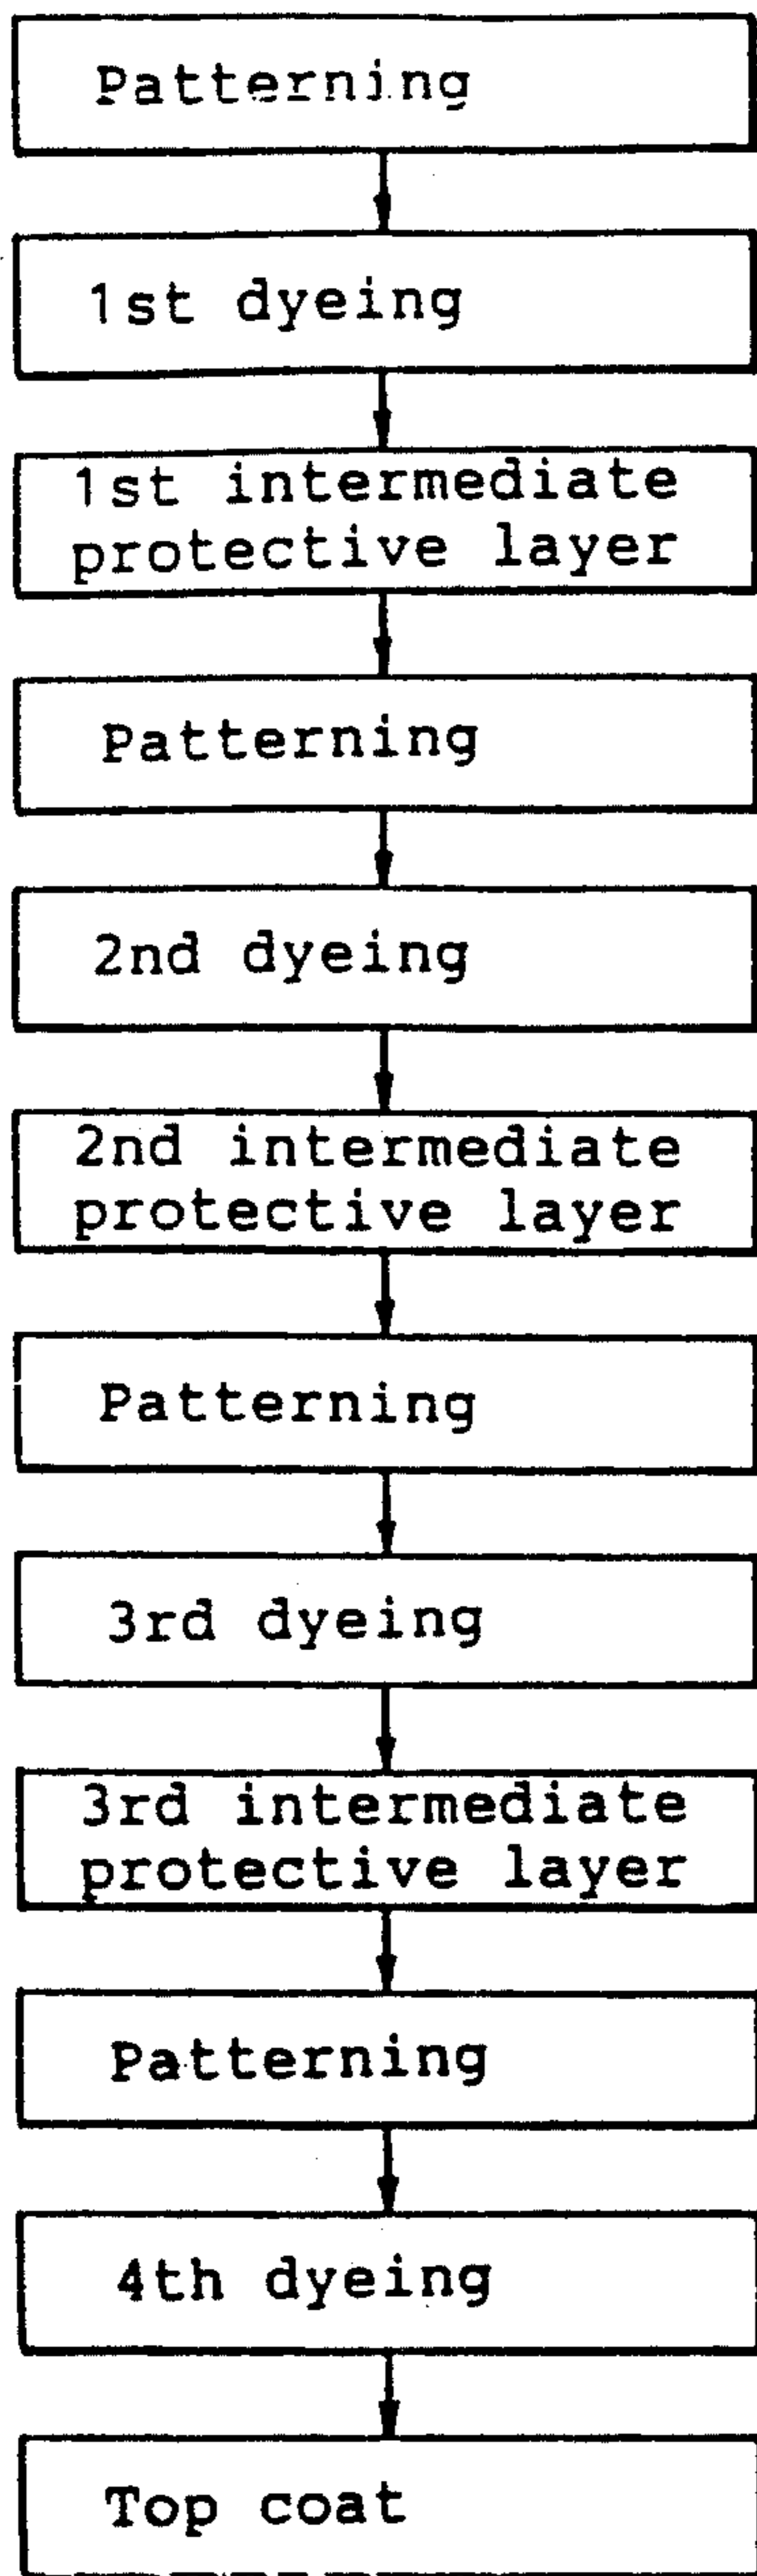 Patterning
1st dyeing
1st intermediate
protective layer
Patterning
2nd dyeing
2nd intermediate
protective layer
Patterning
3rd dyeing
3rd intermediate
protective layer
Patterning
4th dyeing
Top coat